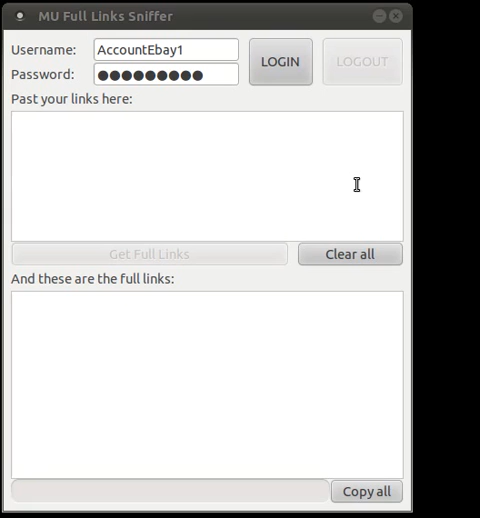 MU Full Links Sniffer
Username: AccountEbay1 LOGIN LOGOUT
Password: ●●●●●●●●●
Past your links here:
Get Full Links Clear all
And these are the full links:
Copy all